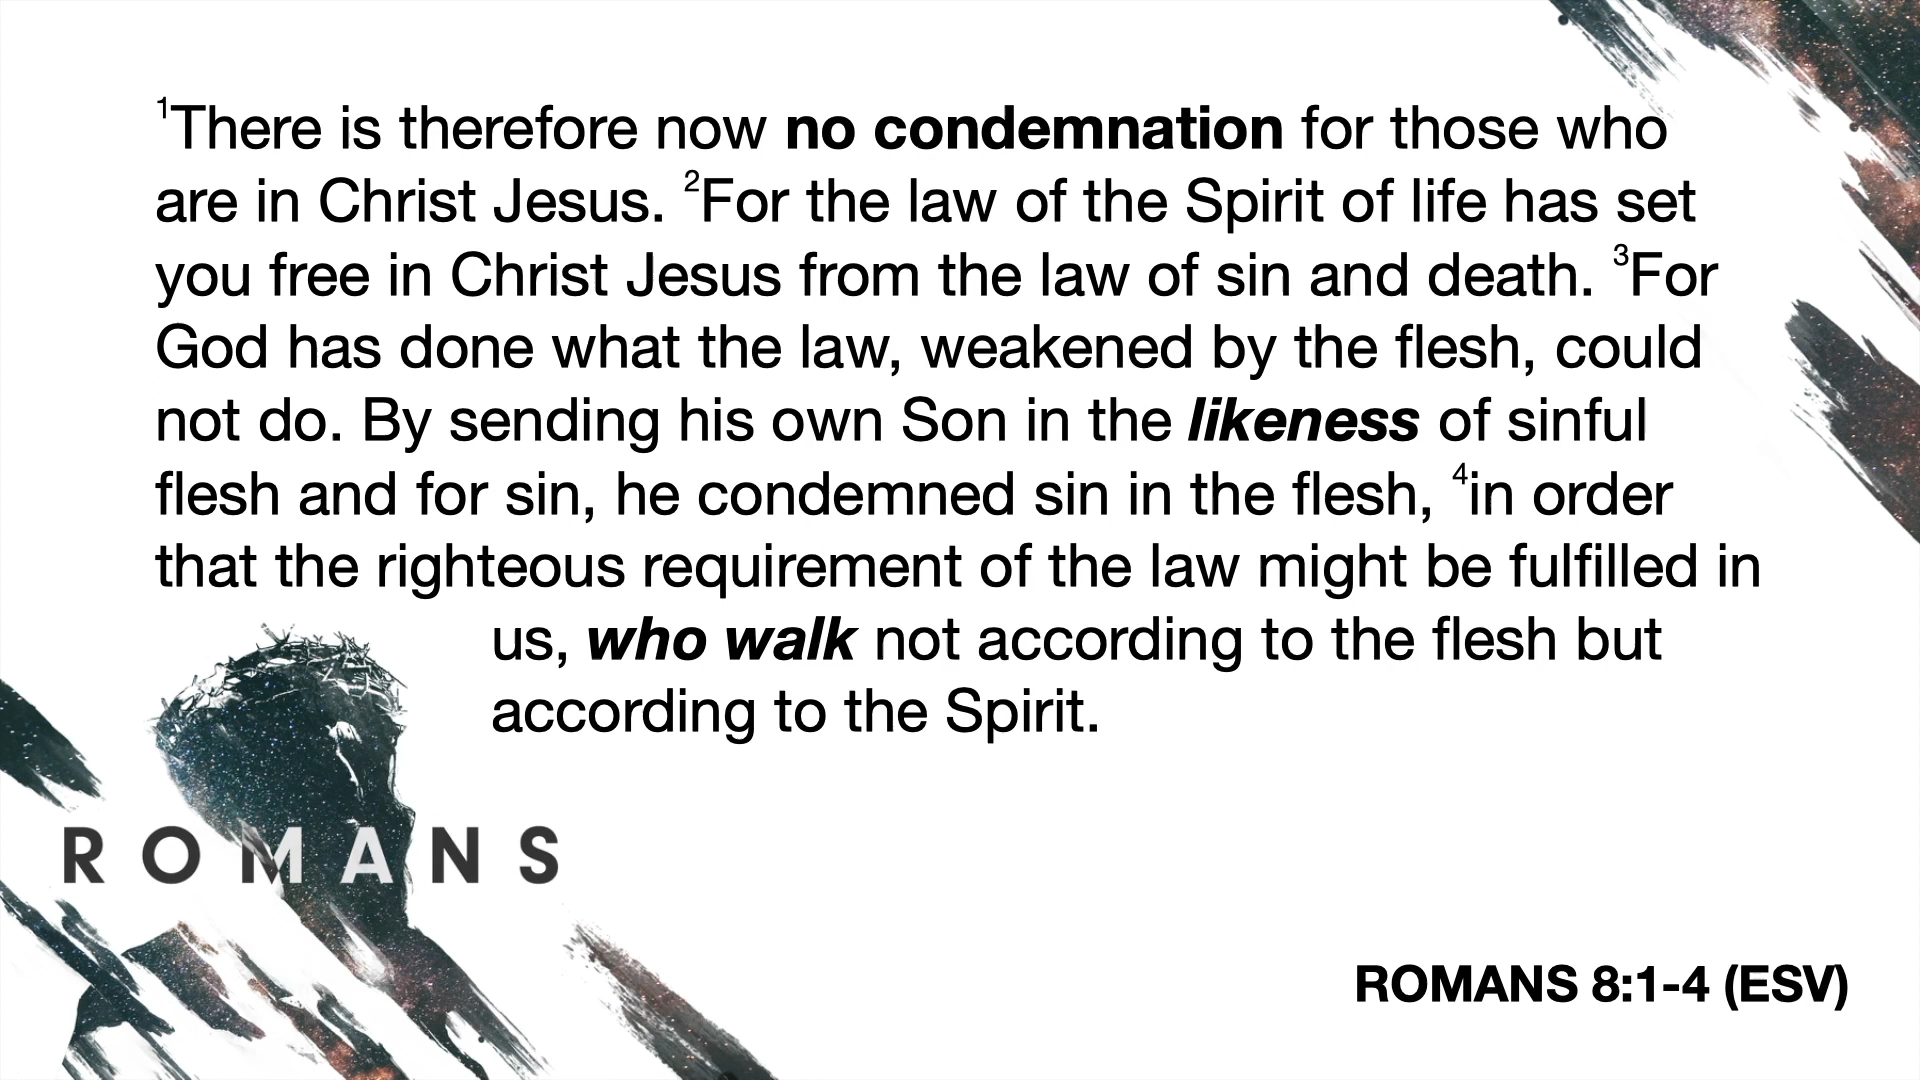 ¹There is therefore now no condemnation for those who
are in Christ Jesus. ²For the law of the Spirit of life has set
you free in Christ Jesus from the law of sin and death. ³For
God has done what the law, weakened by the flesh, could
not do. By sending his own Son in the likeness of sinful
flesh and for sin, he condemned sin in the flesh, ⁴in order
that the righteous requirement of the law might be fulfilled in
us, who walk not according to the flesh but
according to the Spirit.
ROMANS
ROMANS 8:1-4 (ESV)